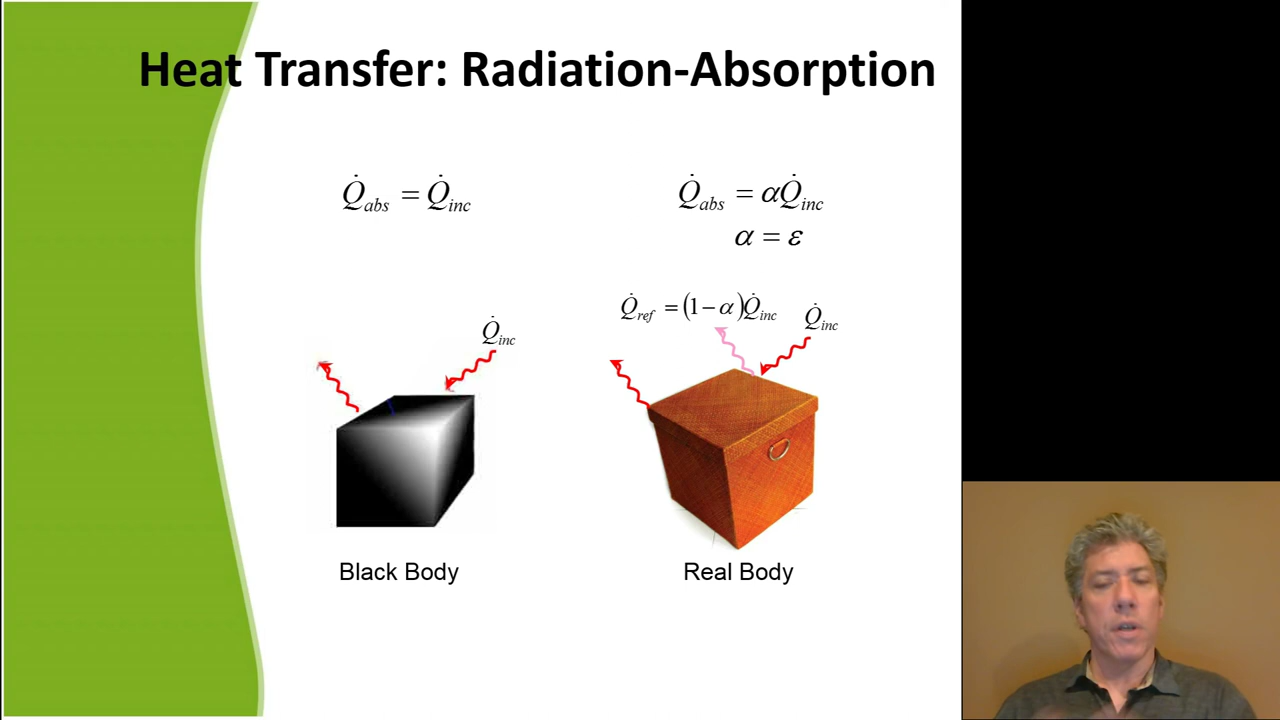 Heat Transfer: Radiation-Absorption
Q̇abs = Q̇inc
Q̇abs = αQ̇inc
α = ε
Q̇ref = (1 − α)Q̇inc
Q̇inc
Q̇inc
Black Body
Real Body